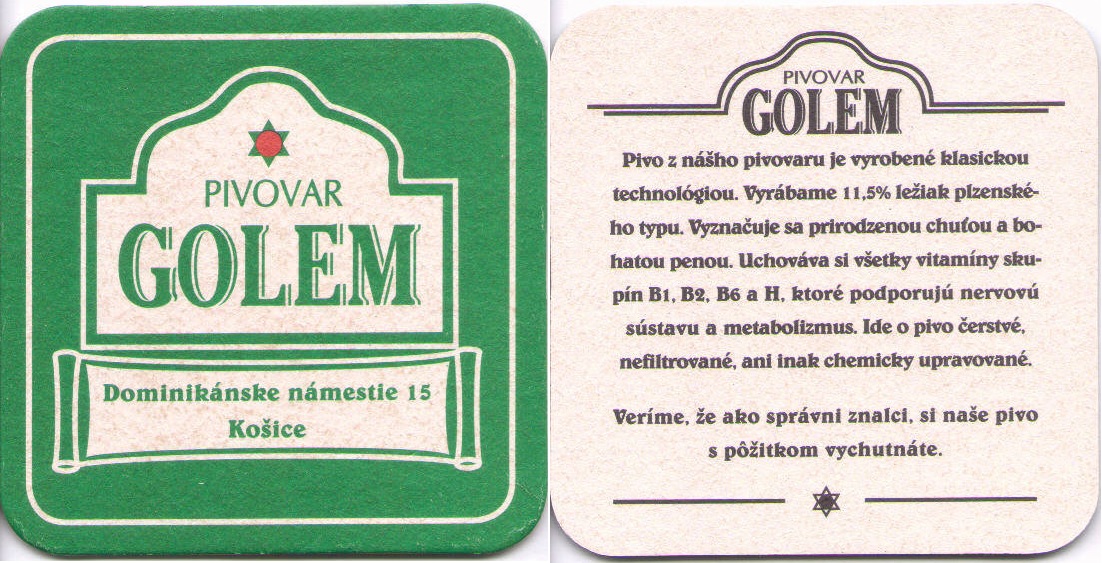 PIVOVAR
GOLEM
Dominikánske námestie 15
Košice
PIVOVAR
GOLEM
Pivo z nášho pivovaru je vyrobené klasickou
technológiou. Vyrábame 11,5% ležiak plzenské-
ho typu. Vyznačuje sa prirodzenou chuťou a bo-
hatou penou. Uchováva si všetky vitamíny sku-
pín B1, B2, B6 a H, ktoré podporujú nervovú
sústavu a metabolizmus. Ide o pivo čerstvé,
nefiltrované, ani inak chemicky upravované.
Veríme, že ako správni znalci, si naše pivo
s pôžitkom vychutnáte.